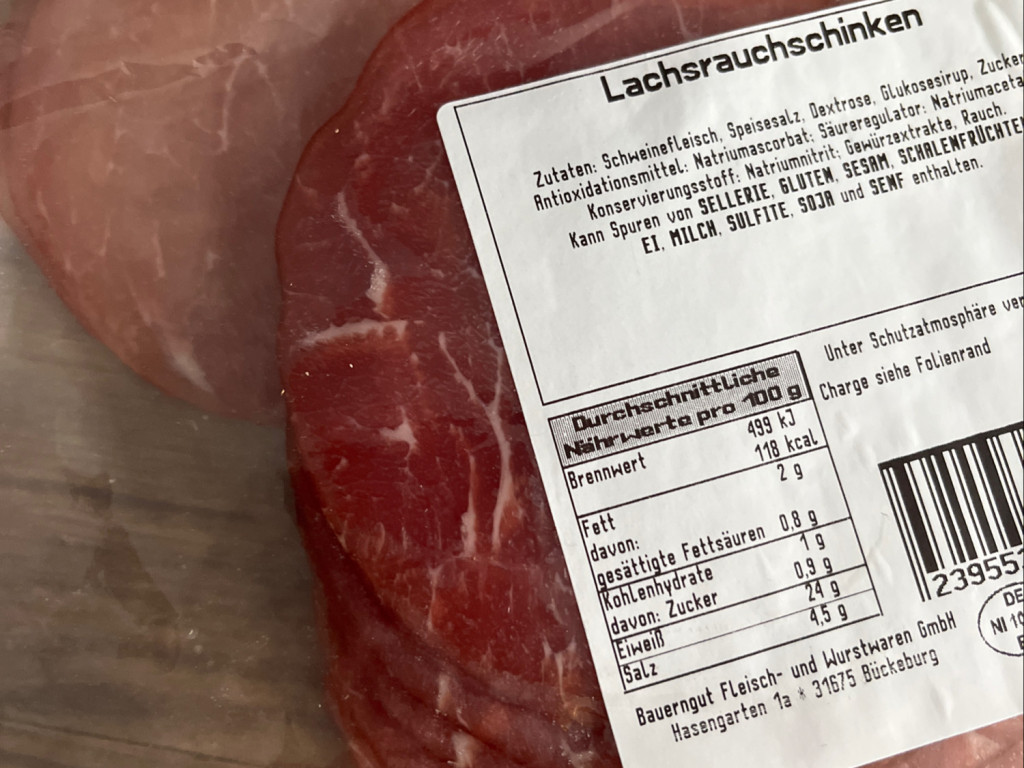 Lachsrauchschinken
Zutaten: Schweinefleisch, Speisesalz, Dextrose, Glukosesirup, Zucker
Antioxidationsmittel: Natriumascorbat; Säureregulator: Natriumaceta
Konservierungsstoff: Natriumnitrit; Gewürzextrakte, Rauch.
Kann Spuren von SELLERIE, GLUTEN, SESAM, SCHALENFRÜCHTE
EI, MILCH, SULFITE, SOJA und SENF enthalten.
Unter Schutzatmosphäre ver
Charge siehe Folienrand
Durchschnittliche
Nährwerte pro 100 g
Brennwert 499 kJ
118 kcal
Fett 2 g
davon:
gesättigte Fettsäuren 0,8 g
Kohlenhydrate 1 g
davon: Zucker 0,9 g
Eiweiß 24 g
Salz 4,5 g
23955
DE
NI 10
Bauerngut Fleisch- und Wurstwaren GmbH
Hasengarten 1a * 31675 Bückeburg